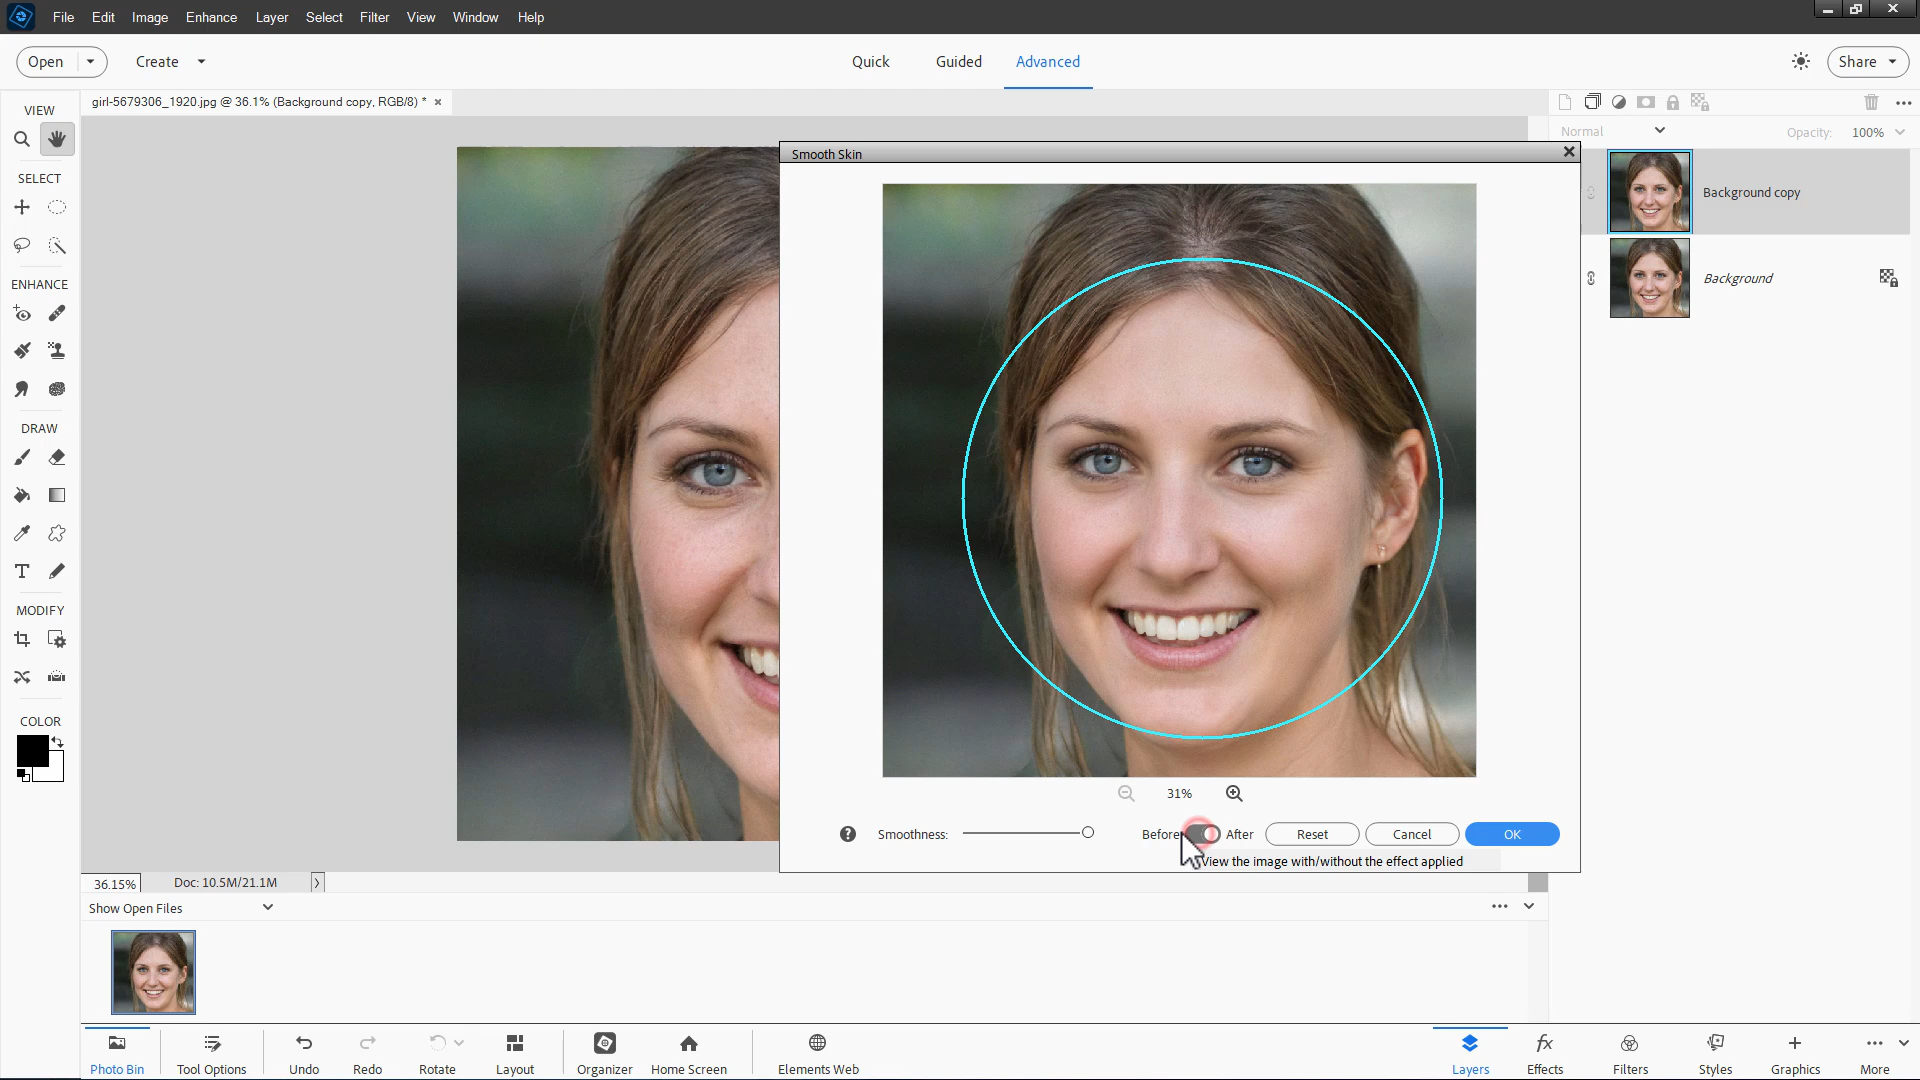 File Edit Image Enhance Layer Select Filter View Window Help
Open Create Quick Guided Advanced Share
girl-5679306_1920.jpg @ 36.1% (Background copy, RGB/8) *
VIEW
SELECT
ENHANCE
DRAW
MODIFY
COLOR
Normal Opacity: 100%
Background copy
Background
Smooth Skin
31%
Smoothness: Before After Reset Cancel OK
View the image with/without the effect applied
36.15% Doc: 10.5M/21.1M
Show Open Files
Photo Bin Tool Options Undo Redo Rotate Layout Organizer Home Screen Elements Web Layers Effects Filters Styles Graphics More